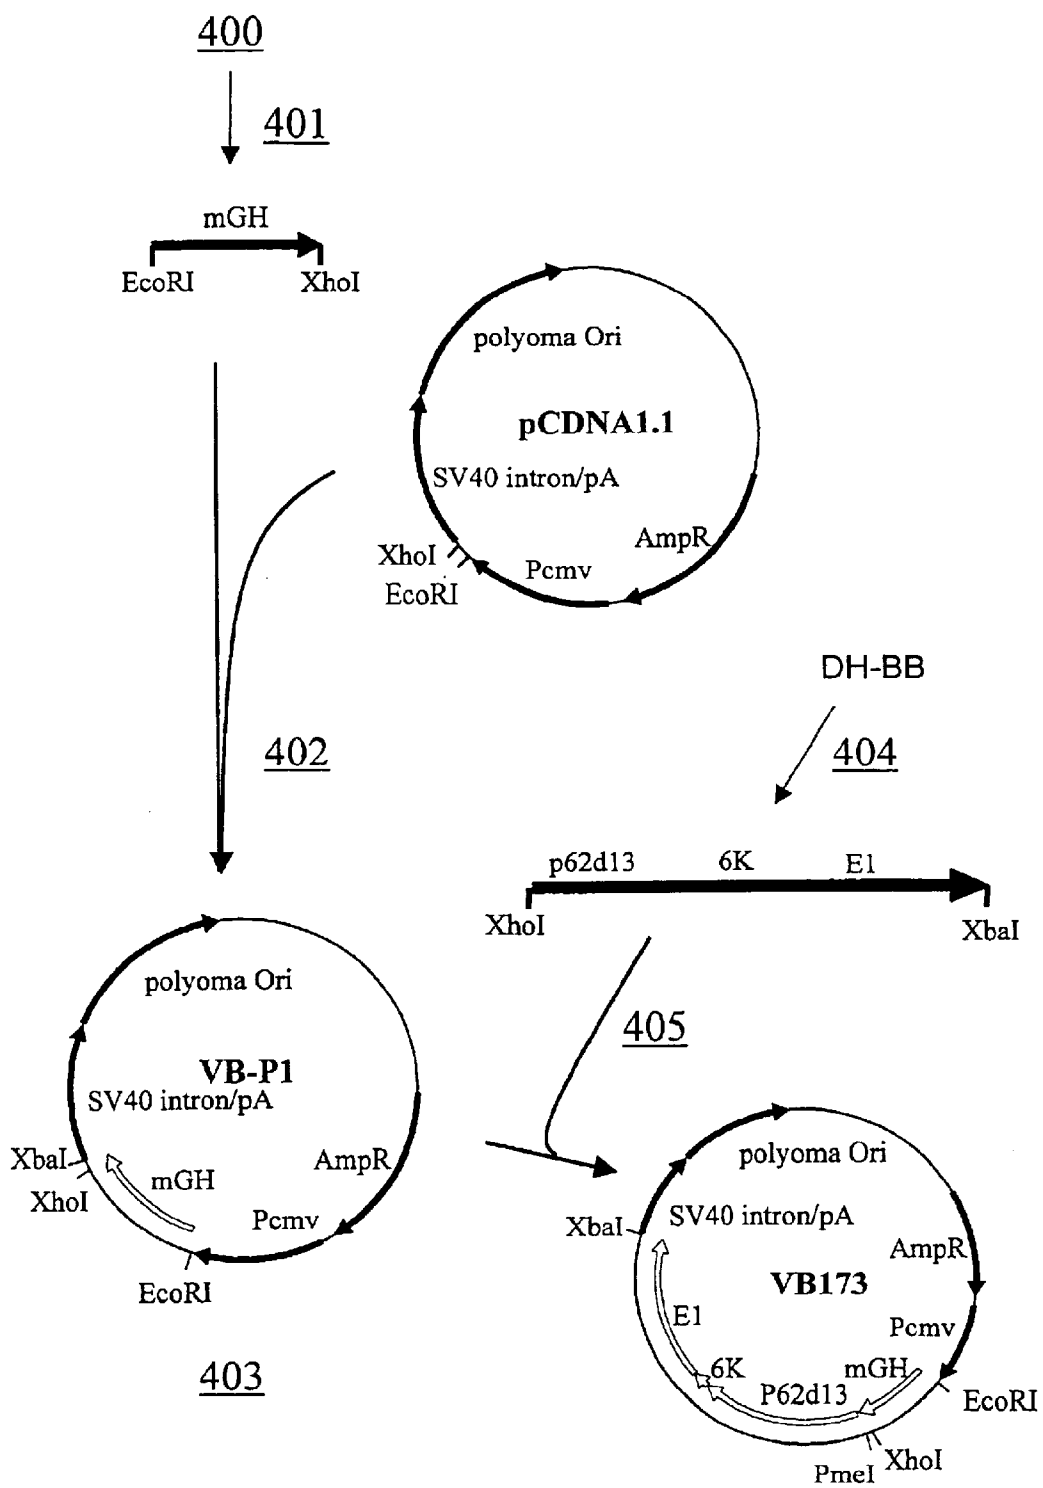 400
401
mGH
EcoRI
XhoI
polyoma Ori
pCDNA1.1
SV40 intron/pA
AmpR
XhoI
Pcmv
EcoRI
DH-BB
402
404
p62d13
6K
E1
XhoI
XbaI
polyoma Ori
405
VB-P1
SV40 intron/pA
XbaI
AmpR
mGH
XhoI
Pcmv
EcoRI
403
polyoma Ori
SV40 intron/pA
XbaI
AmpR
VB173
E1
Pcmv
6K
mGH
P62d13
EcoRI
XhoI
PmeI